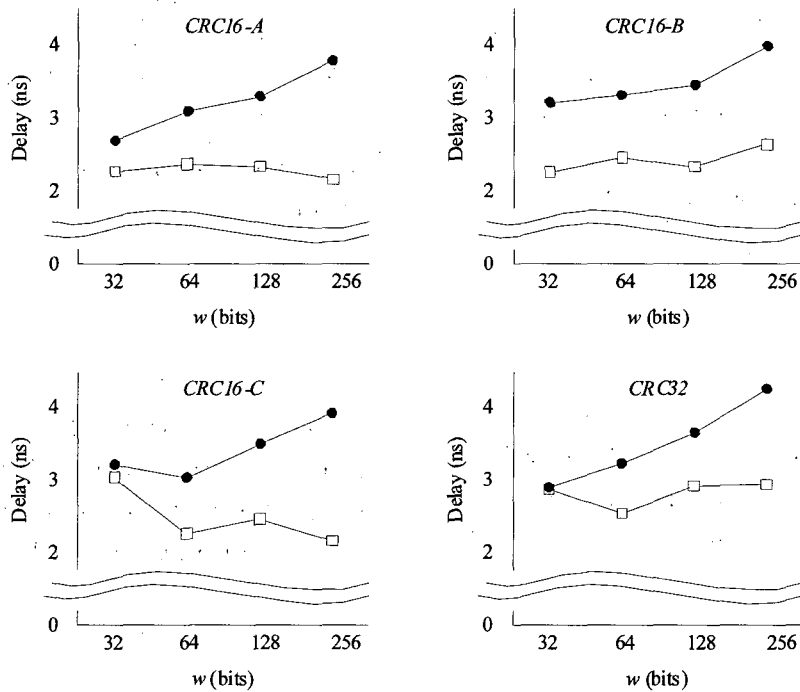 CRC16-A
4
3
2
0
Delay (ns)
32 64 128 256
w (bits)
CRC16-B
4
3
2
0
Delay (ns)
32 64 128 256
w (bits)
CRC16-C
4
3
2
0
Delay (ns)
32 64 128 256
w (bits)
CRC32
4
3
2
0
Delay (ns)
32 64 128 256
w (bits)